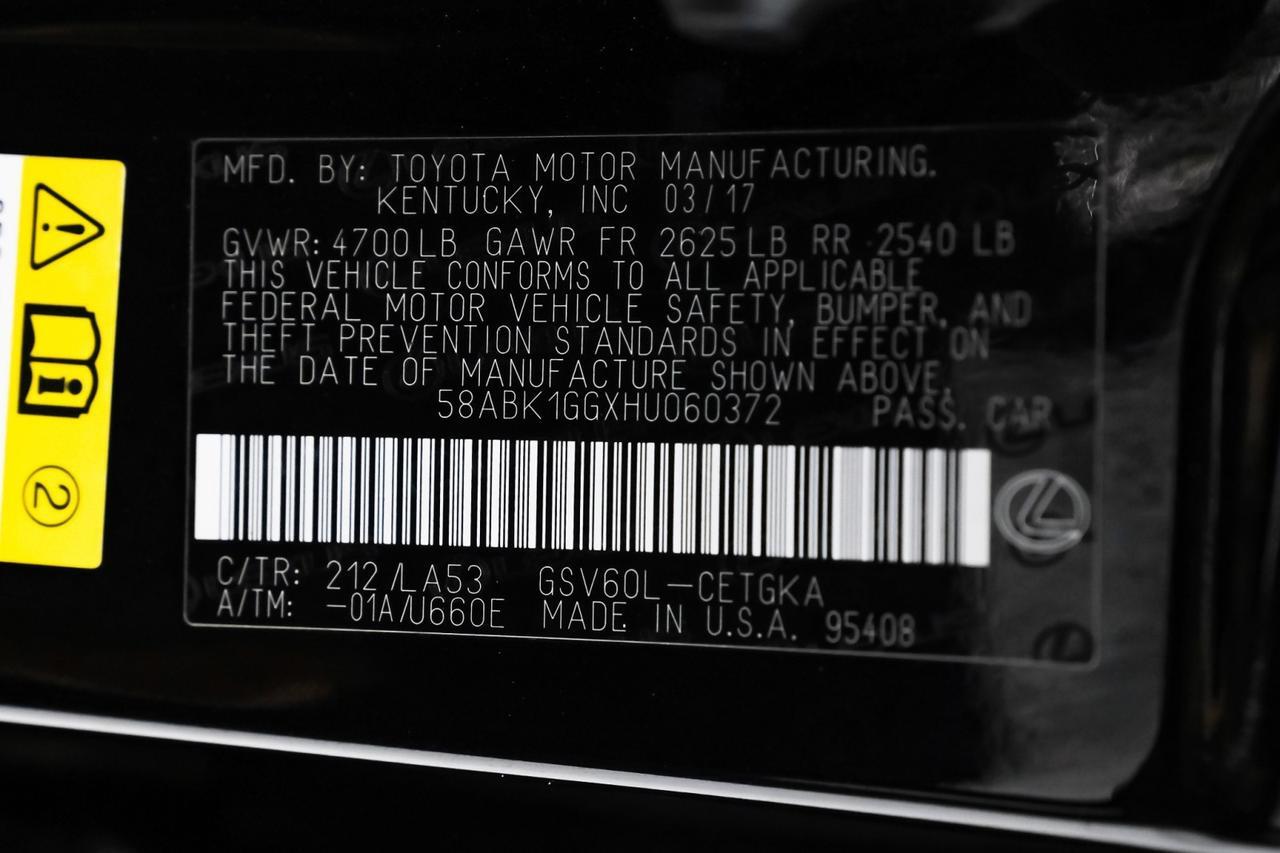 MFD. BY: TOYOTA MOTOR MANUFACTURING.
KENTUCKY, INC 03/17
GVWR: 4700LB GAWR FR 2625LB RR 2540 LB
THIS VEHICLE CONFORMS TO ALL APPLICABLE
FEDERAL MOTOR VEHICLE SAFETY, BUMPER, AND
THEFT PREVENTION STANDARDS IN EFFECT ON
THE DATE OF MANUFACTURE SHOWN ABOVE.
58ABK1GGXHU060372 PASS. CAR
C/TR: 212/LA53 GSV60L-CETGKA
A/TM: -01A/U660E MADE IN U.S.A. 95408
2